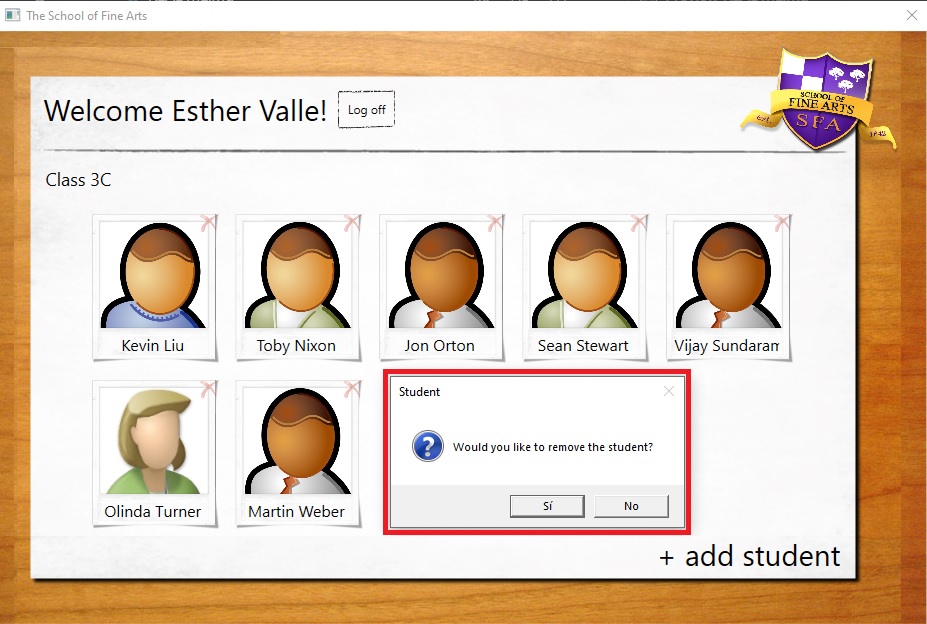 The School of Fine Arts
Welcome Esther Valle!
Log off
SCHOOL OF
FINE ARTS
SFA
Class 3C
Kevin Liu
Toby Nixon
Jon Orton
Sean Stewart
Vijay Sundaram
Olinda Turner
Martin Weber
Student
Would you like to remove the student?
Sí
No
+ add student